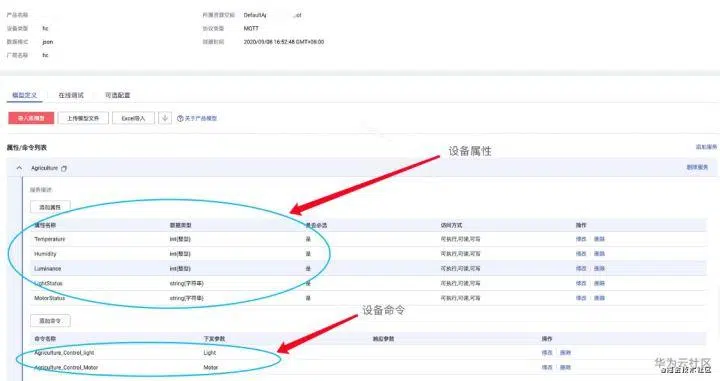 产品名称 所属资源空间 DefaultAp ot
设备类型 hc 协议类型 MQTT
数据格式 json 创建时间 2020/09/08 16:52:48 GMT+08:00
厂商名称 hc
模型定义 在线调试 可选配置
导入库模型 上传模型文件 Excel导入 关于产品模型
属性/命令列表 添加服务
Agriculture 删除服务
设备属性
服务描述
添加属性
属性名称 数据类型 是否必选 访问方式 操作
Temperature int(整型) 是 可执行,可读,可写 修改 删除
Humidity int(整型) 是 可执行,可读,可写 修改 删除
Luminance int(整型) 是 可执行,可读,可写 修改 删除
LightStatus string(字符串) 是 可执行,可读,可写 修改 删除
MotorStatus string(字符串) 是 可执行,可读,可写 修改 删除
设备命令
添加命令
命令名称 下发参数 响应参数 操作
Agriculture_Control_light Light 修改 删除
Agriculture_Control_Motor Motor 修改 删除
华为云社区